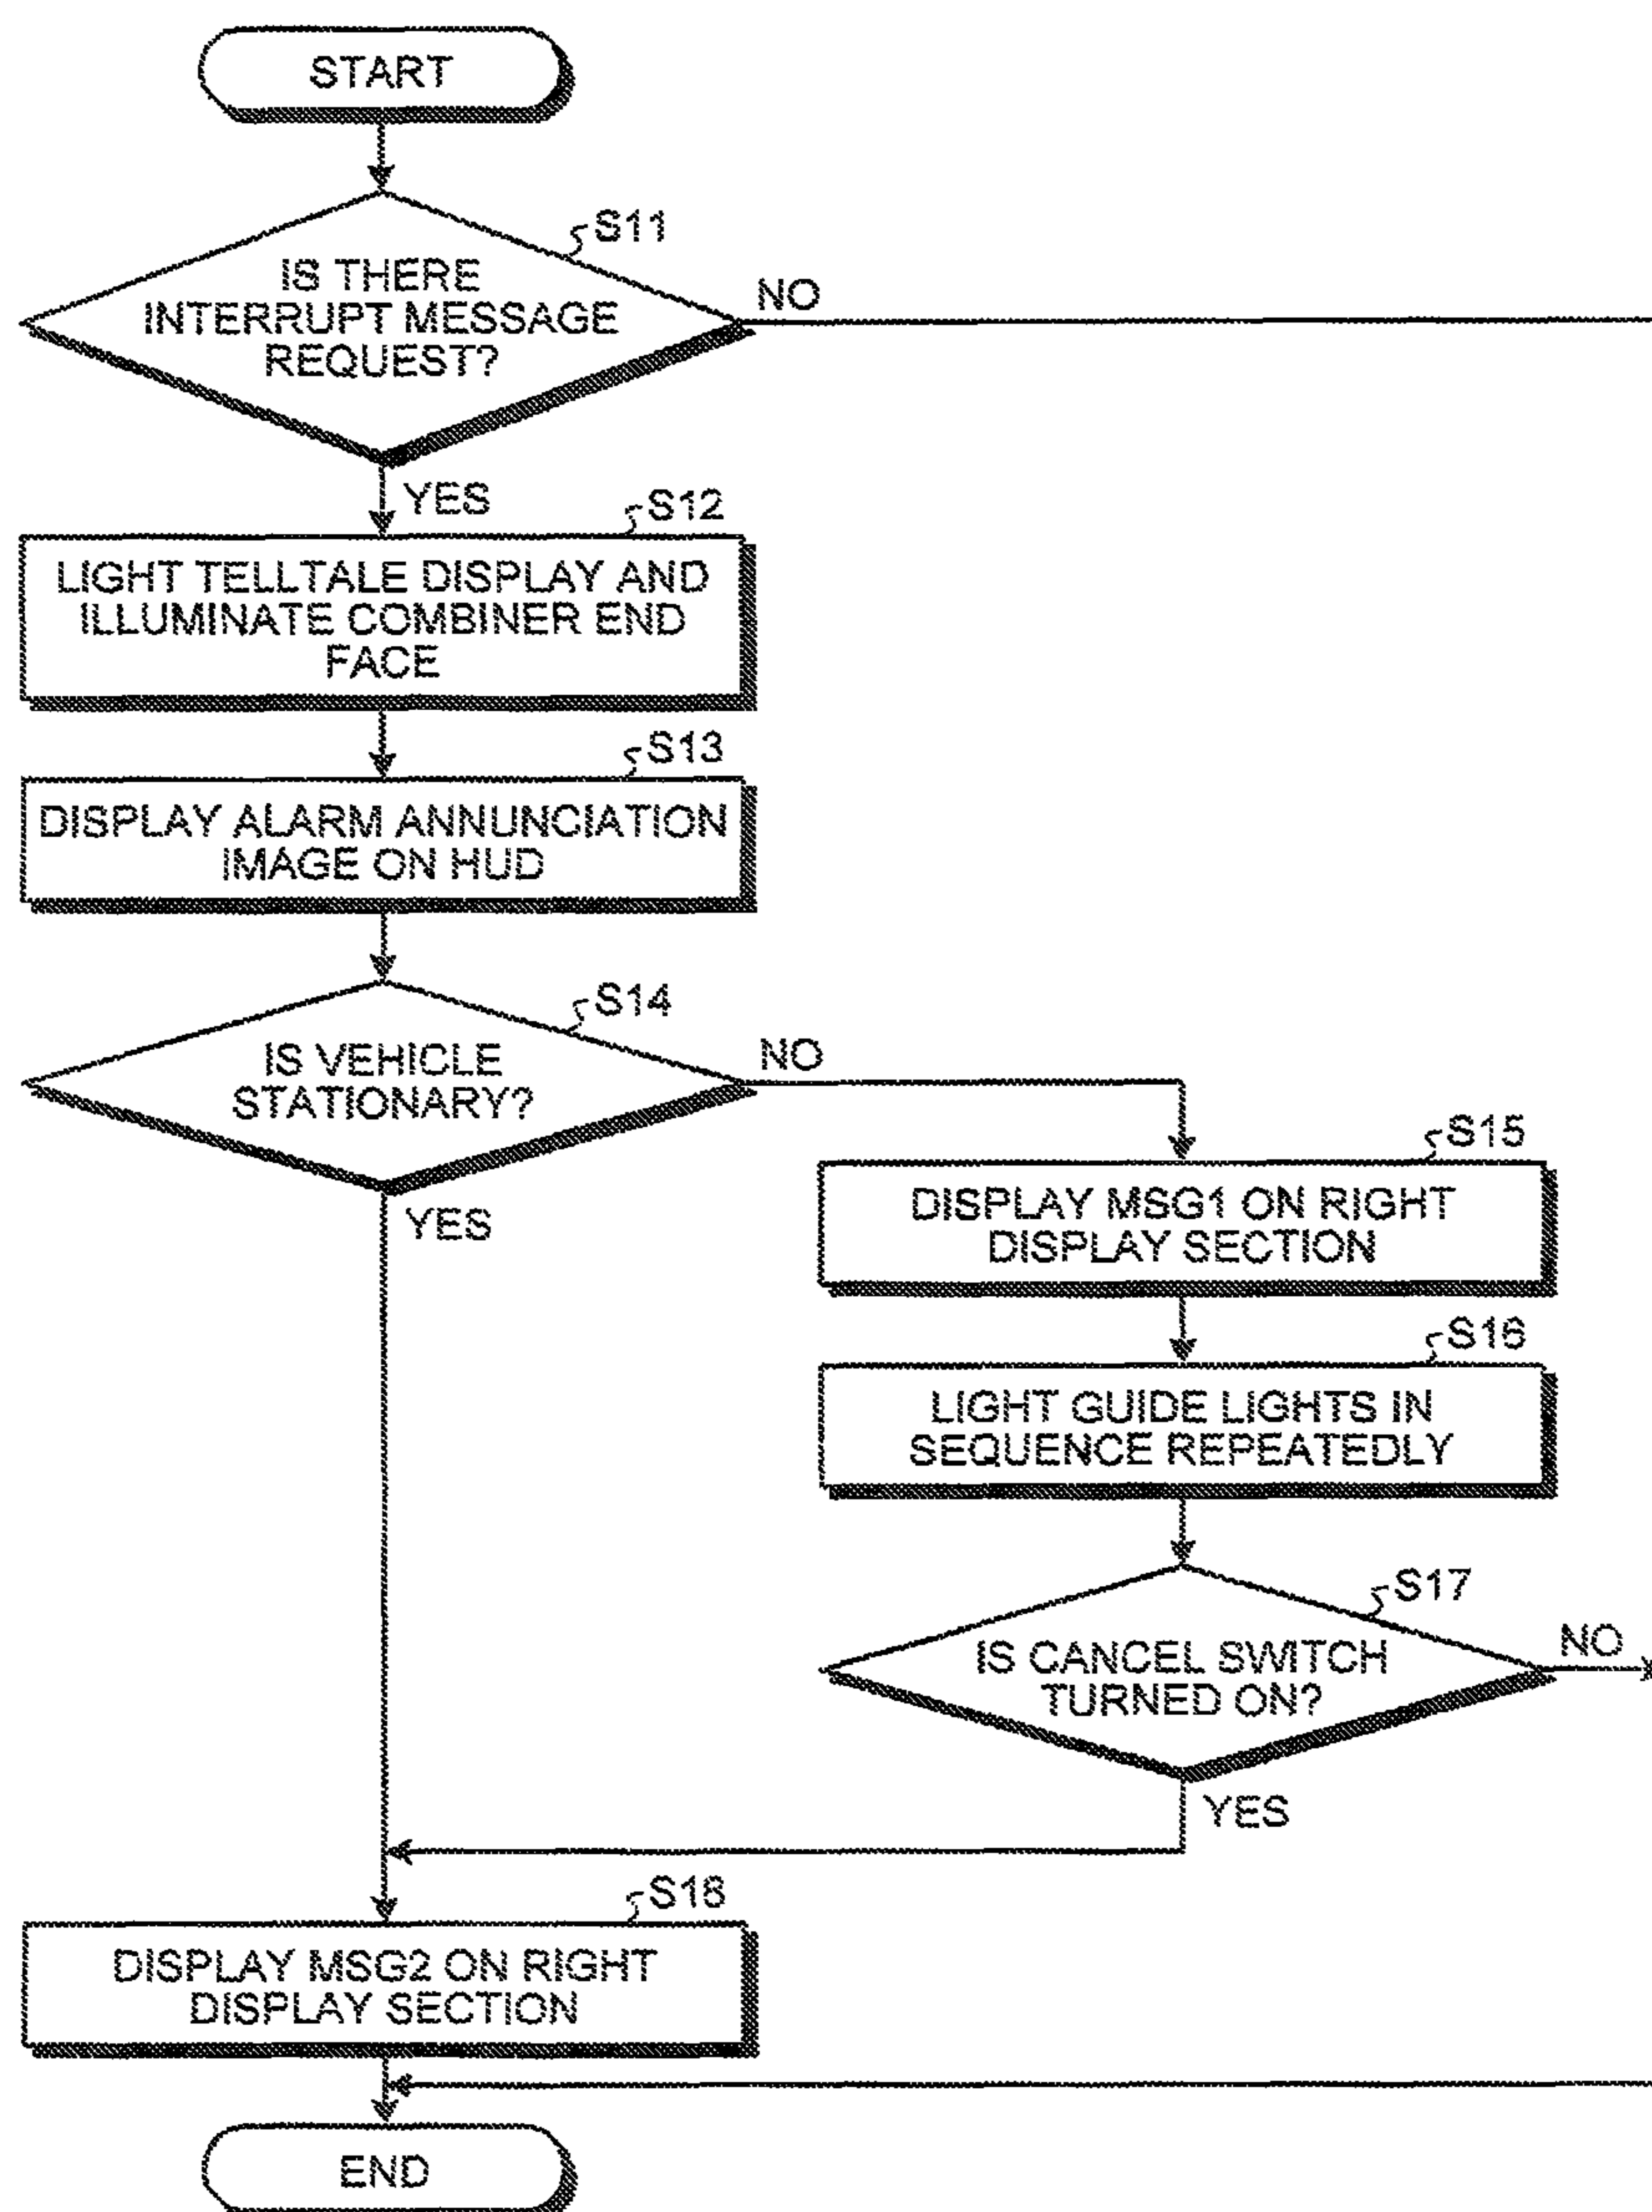 START
S11
IS THERE
INTERRUPT MESSAGE
REQUEST?
NO
YES
S12
LIGHT TELLTALE DISPLAY AND
ILLUMINATE COMBINER END
FACE
S13
DISPLAY ALARM ANNUNCIATION
IMAGE ON HUD
S14
IS VEHICLE
STATIONARY?
NO
YES
S15
DISPLAY MSG1 ON RIGHT
DISPLAY SECTION
S16
LIGHT GUIDE LIGHTS IN
SEQUENCE REPEATEDLY
S17
IS CANCEL SWITCH
TURNED ON?
NO
YES
S18
DISPLAY MSG2 ON RIGHT
DISPLAY SECTION
END